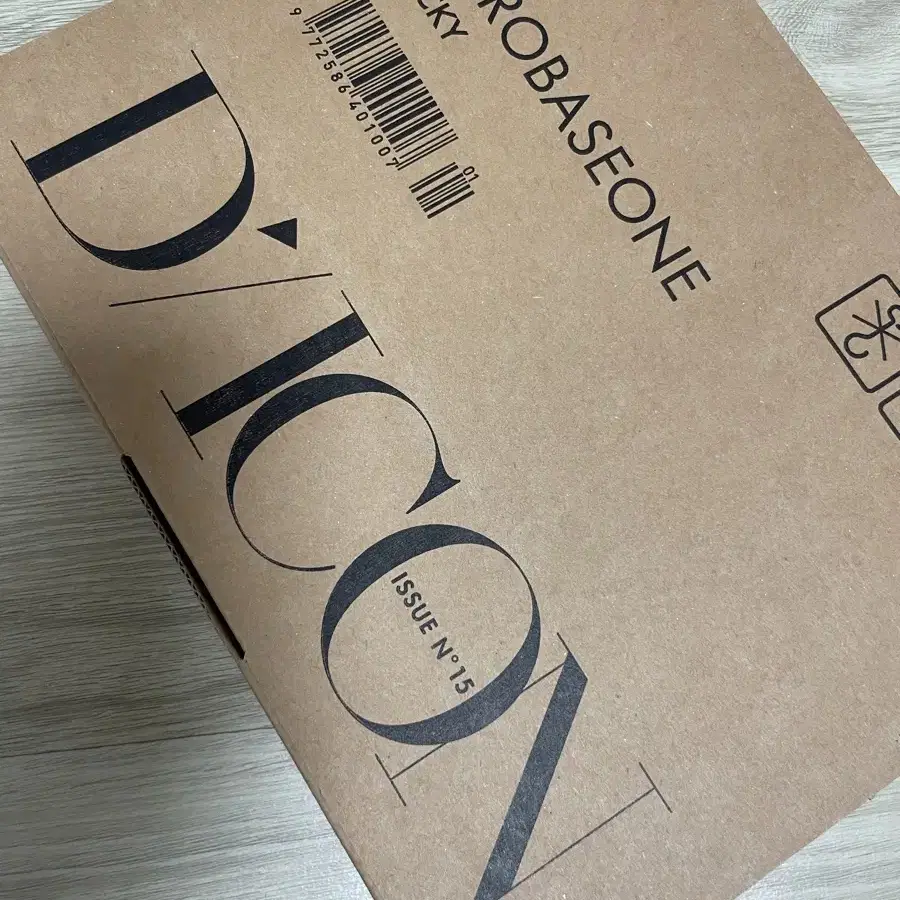 ROBASEONE
CKY
9 772586 401007
01
D'/ICON
ISSUE N°15